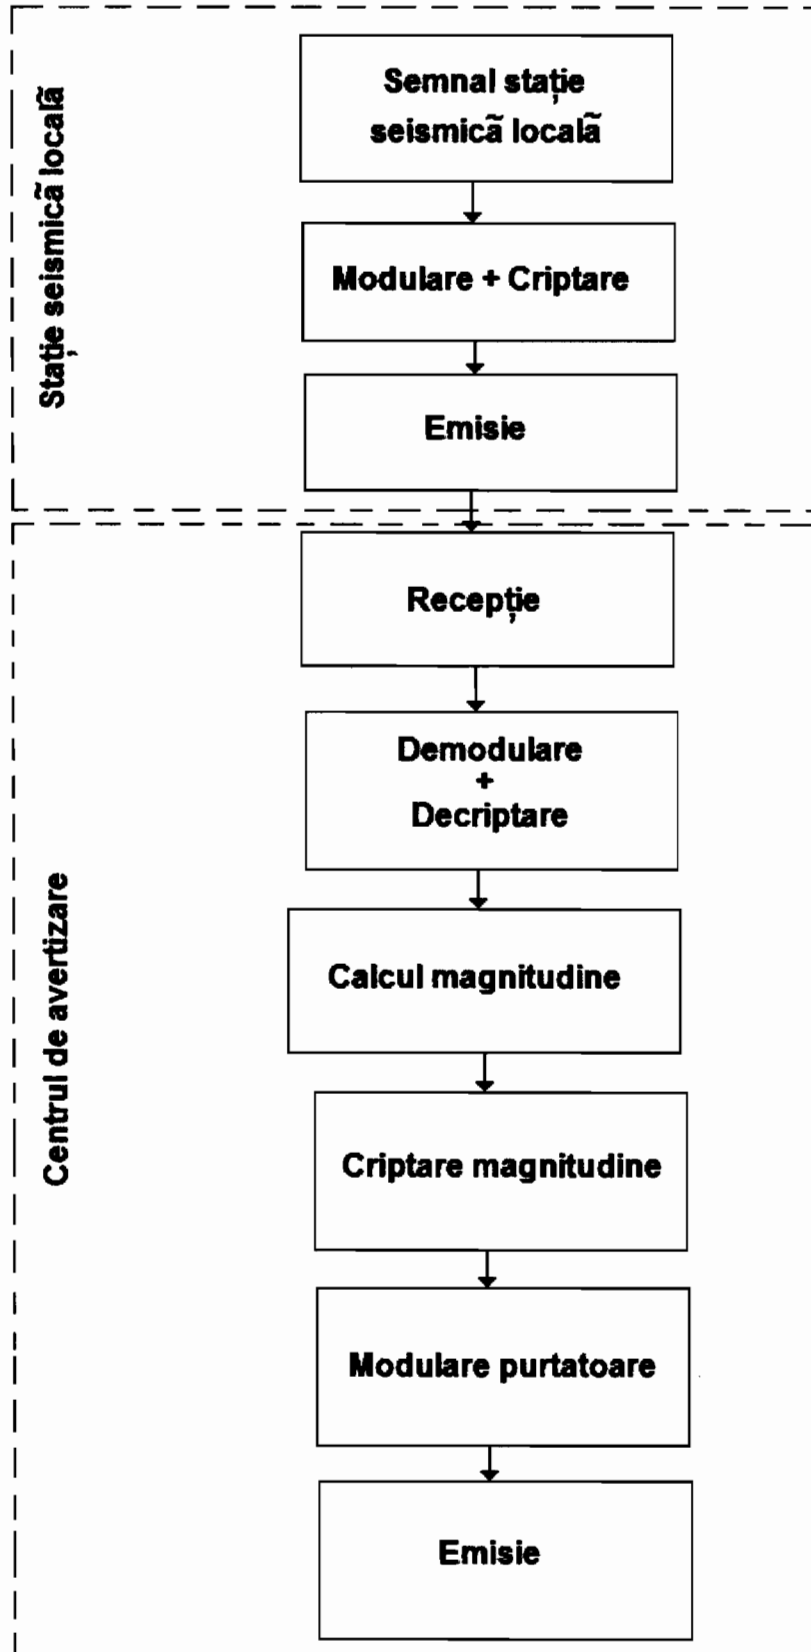 Stație seismică locală
Semnal stație
seismică locală
Modulare + Criptare
Emisie
Centrul de avertizare
Recepție
Demodulare
+
Decriptare
Calcul magnitudine
Criptare magnitudine
Modulare purtatoare
Emisie